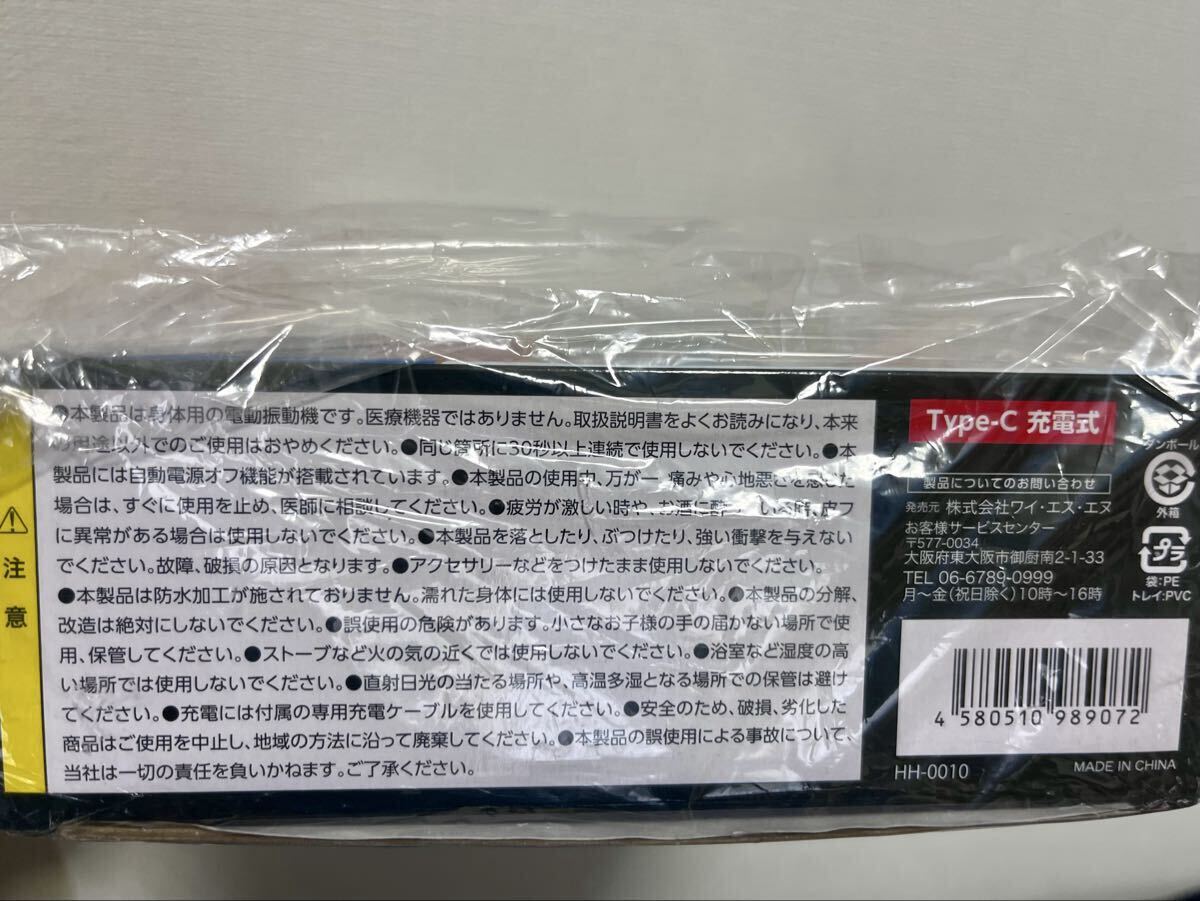 注意
●本製品は身体用の電動振動機です。医療機器ではありません。取扱説明書をよくお読みになり、本来
の用途以外でのご使用はおやめください。●同じ箇所に30秒以上連続で使用しないでください。●本
製品には自動電源オフ機能が搭載されています。●本製品の使用中、万が一 痛みや心地悪さを感じた
場合は、すぐに使用を止め、医師に相談してください。●疲労が激しい時や、お酒に酔っ いる時、皮フ
に異常がある場合は使用しないでください。●本製品を落としたり、ぶつけたり、強い衝撃を与えない
でください。故障、破損の原因となります。●アクセサリーなどをつけたまま使用しないでください。
●本製品は防水加工が施されておりません。濡れた身体には使用しないでください。●本製品の分解、
改造は絶対にしないでください。●誤使用の危険があります。小さなお子様の手の届かない場所で使
用、保管してください。●ストーブなど火の気の近くでは使用しないでください。●浴室など湿度の高
い場所では使用しないでください。●直射日光の当たる場所や、高温多湿となる場所での保管は避け
てください。●充電には付属の専用充電ケーブルを使用してください。●安全のため、破損、劣化した
商品はご使用を中止し、地域の方法に沿って廃棄してください。●本製品の誤使用による事故について、
当社は一切の責任を負いかねます。ご了承ください。
Type-C 充電式
製品についてのお問い合わせ
発売元 株式会社ワイ・エス・エヌ
お客様サービスセンター
〒577-0034
大阪府東大阪市御厨南2-1-33
TEL 06-6789-0999
月〜金(祝日除く)10時〜16時
ダンボール
外箱
プラ
袋:PE
トレイ:PVC
4 580510 989072
HH-0010
MADE IN CHINA